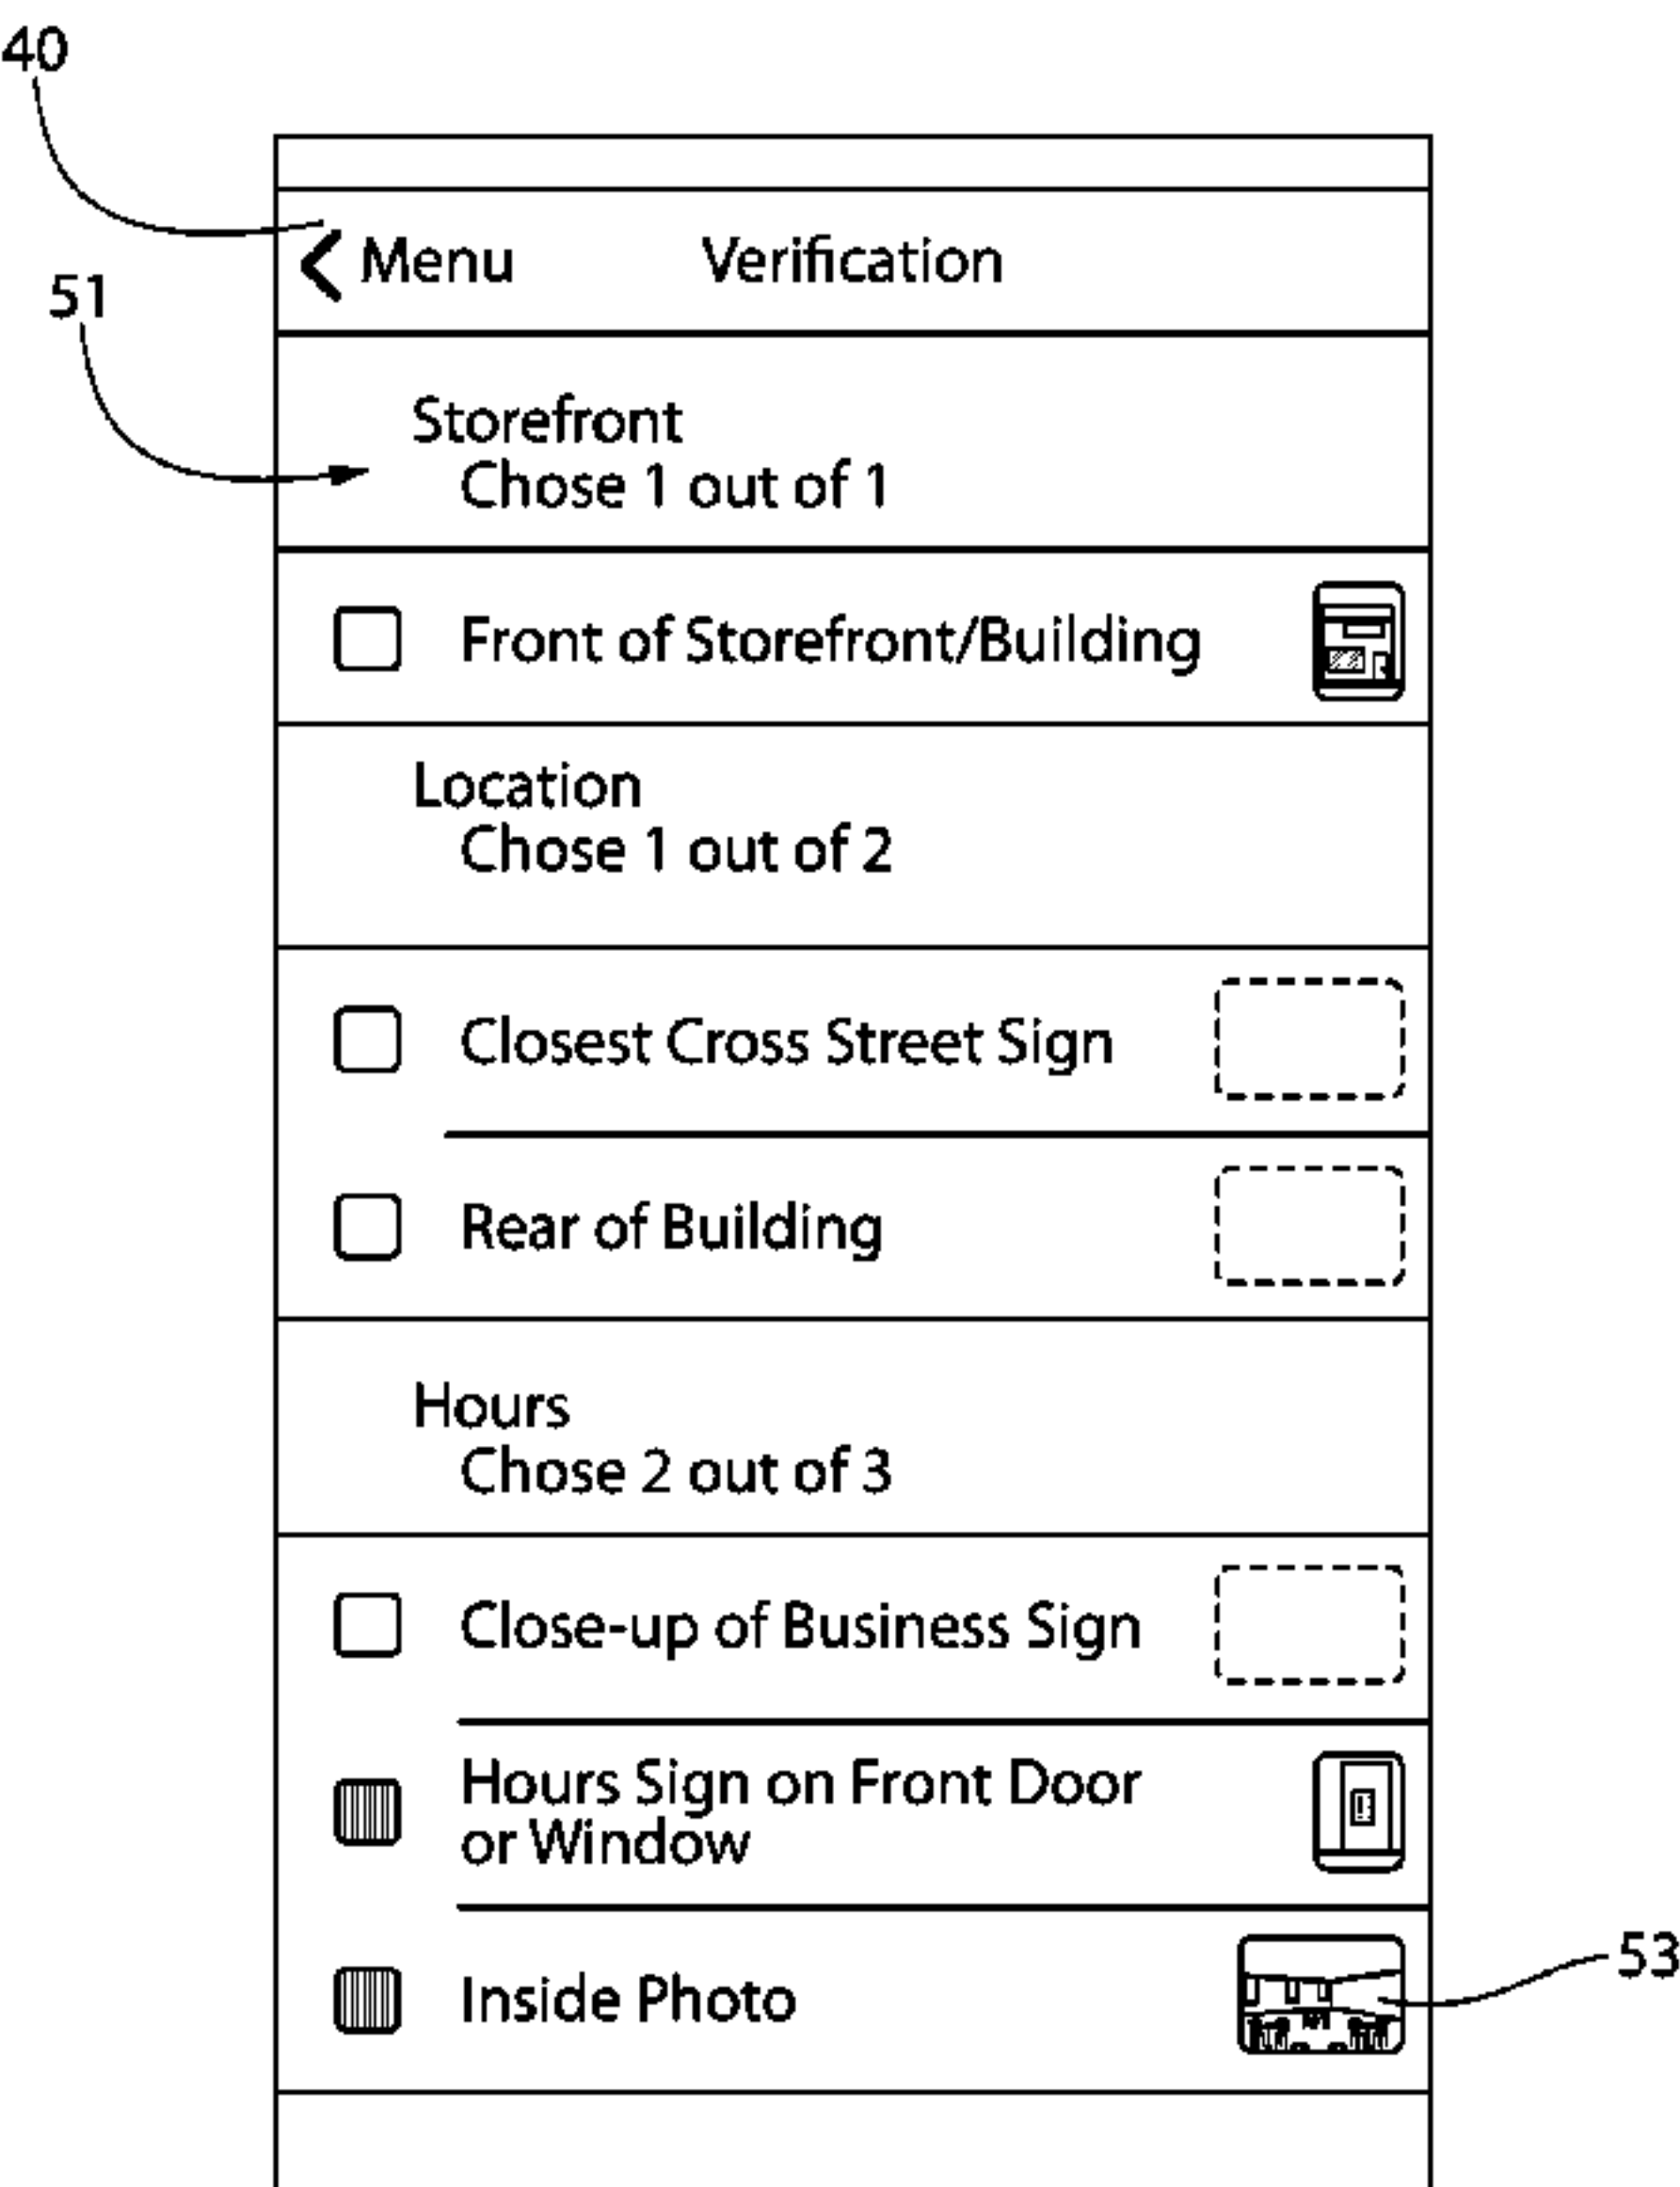 40
Menu Verification
51
Storefront
Chose 1 out of 1
Front of Storefront/Building
Location
Chose 1 out of 2
Closest Cross Street Sign
Rear of Building
Hours
Chose 2 out of 3
Close-up of Business Sign
Hours Sign on Front Door
or Window
Inside Photo
53